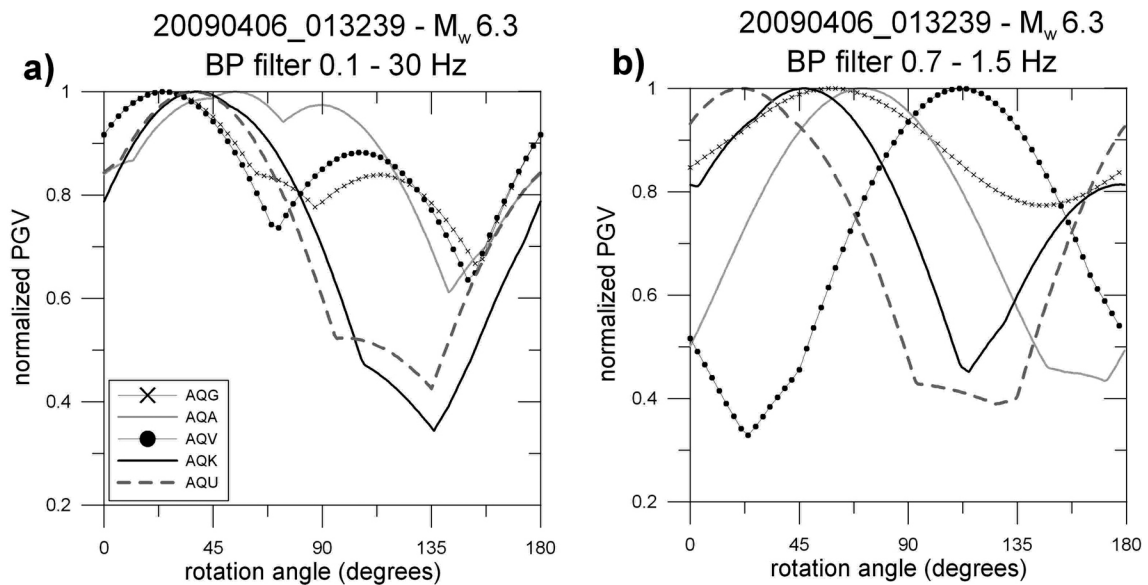 20090406_013239 - Mw 6.3
BP filter 0.1 - 30 Hz
a)
1
0.8
0.6
0.4
0.2
normalized PGV
AQG
AQA
AQV
AQK
AQU
0 45 90 135 180
rotation angle (degrees)
20090406_013239 - Mw 6.3
BP filter 0.7 - 1.5 Hz
b)
1
0.8
0.6
0.4
0.2
normalized PGV
0 45 90 135 180
rotation angle (degrees)